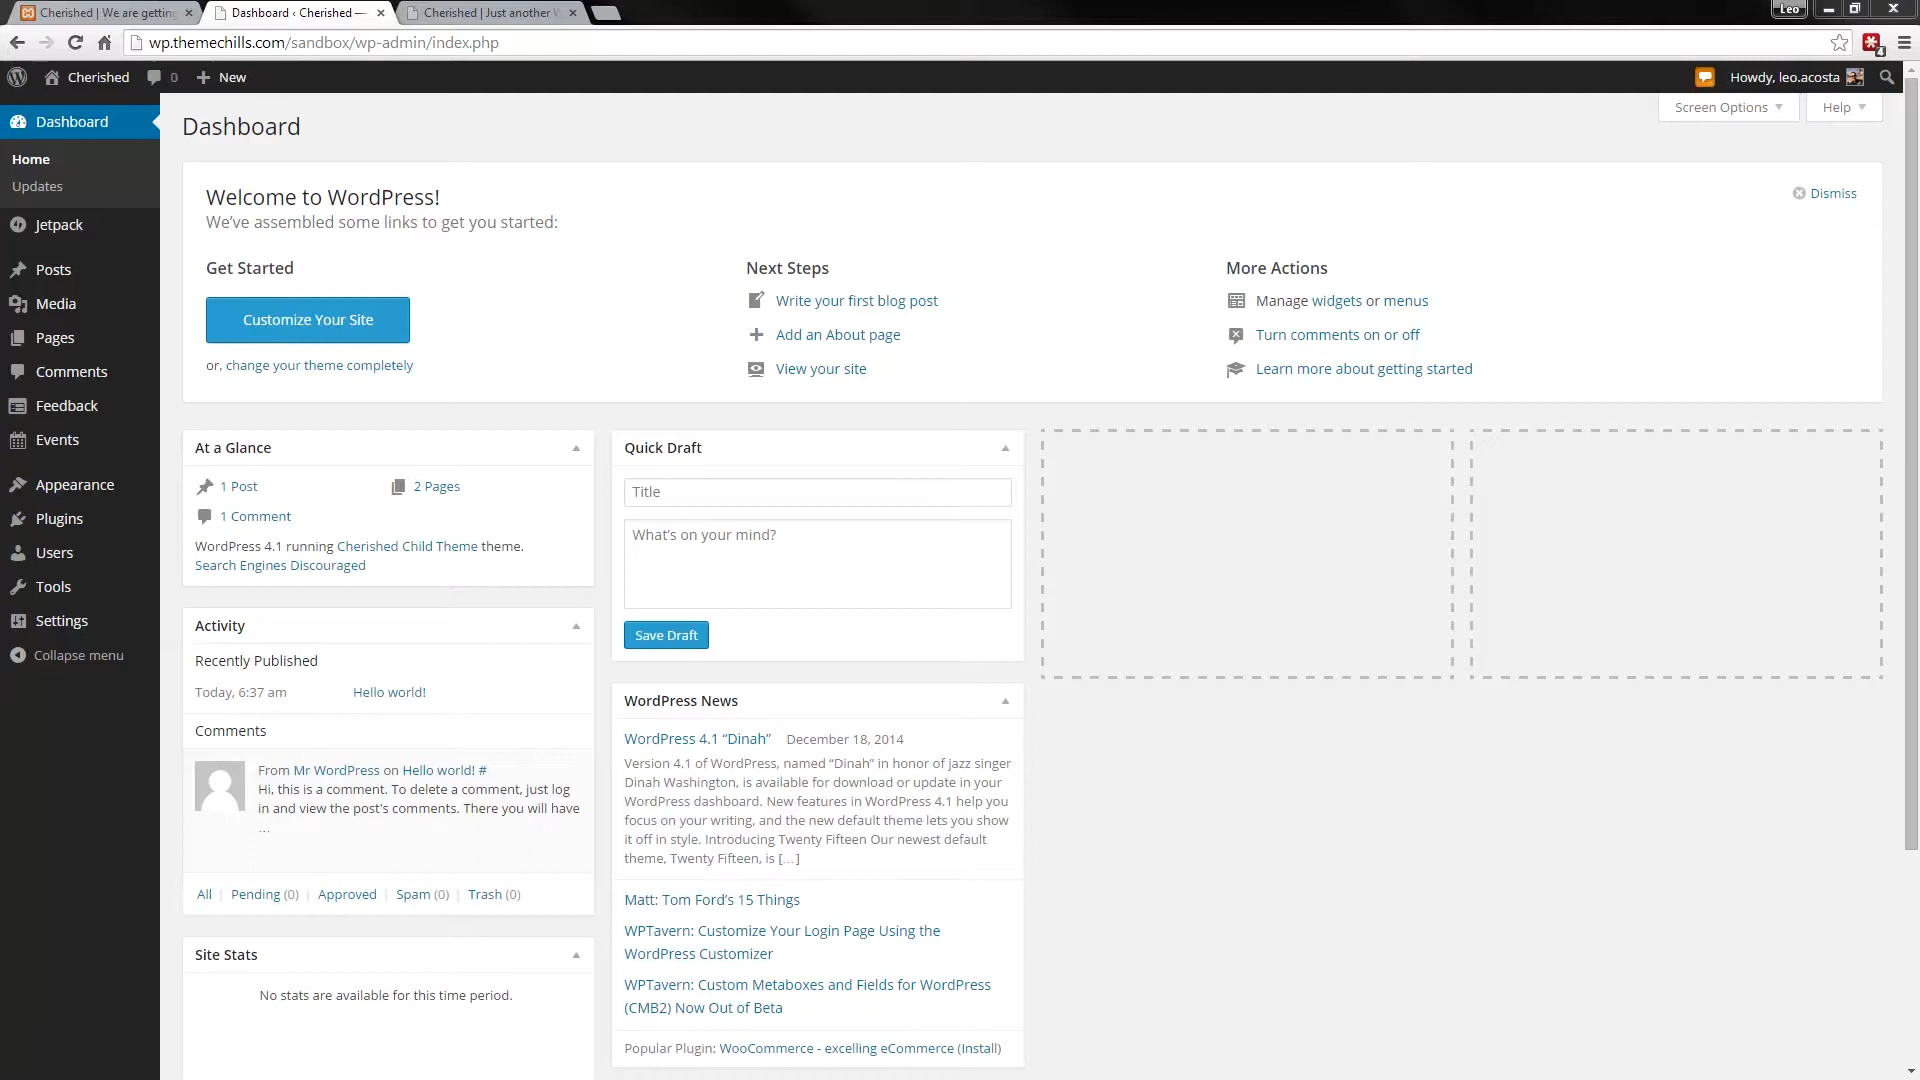 Cherished | We are getting
Dashboard ‹ Cherished —
Cherished | Just another W
Leo
wp.themechills.com/sandbox/wp-admin/index.php
4
Cherished
0
New
Howdy, leo.acosta
Screen Options
Help
Dashboard
Home
Updates
Jetpack
Posts
Media
Pages
Comments
Feedback
Events
Appearance
Plugins
Users
Tools
Settings
Collapse menu
Dashboard
Welcome to WordPress!
We've assembled some links to get you started:
Dismiss
Get Started
Customize Your Site
or, change your theme completely
Next Steps
Write your first blog post
Add an About page
View your site
More Actions
Manage widgets or menus
Turn comments on or off
Learn more about getting started
At a Glance
1 Post
2 Pages
1 Comment
WordPress 4.1 running Cherished Child Theme theme.
Search Engines Discouraged
Activity
Recently Published
Today, 6:37 am
Hello world!
Comments
From Mr WordPress on Hello world! #
Hi, this is a comment. To delete a comment, just log
in and view the post's comments. There you will have
…
All | Pending (0) | Approved | Spam (0) | Trash (0)
Site Stats
No stats are available for this time period.
Quick Draft
Title
What's on your mind?
Save Draft
WordPress News
WordPress 4.1 “Dinah” December 18, 2014
Version 4.1 of WordPress, named “Dinah” in honor of jazz singer
Dinah Washington, is available for download or update in your
WordPress dashboard. New features in WordPress 4.1 help you
focus on your writing, and the new default theme lets you show
it off in style. Introducing Twenty Fifteen Our newest default
theme, Twenty Fifteen, is […]
Matt: Tom Ford’s 15 Things
WPTavern: Customize Your Login Page Using the
WordPress Customizer
WPTavern: Custom Metaboxes and Fields for WordPress
(CMB2) Now Out of Beta
Popular Plugin: WooCommerce - excelling eCommerce (Install)